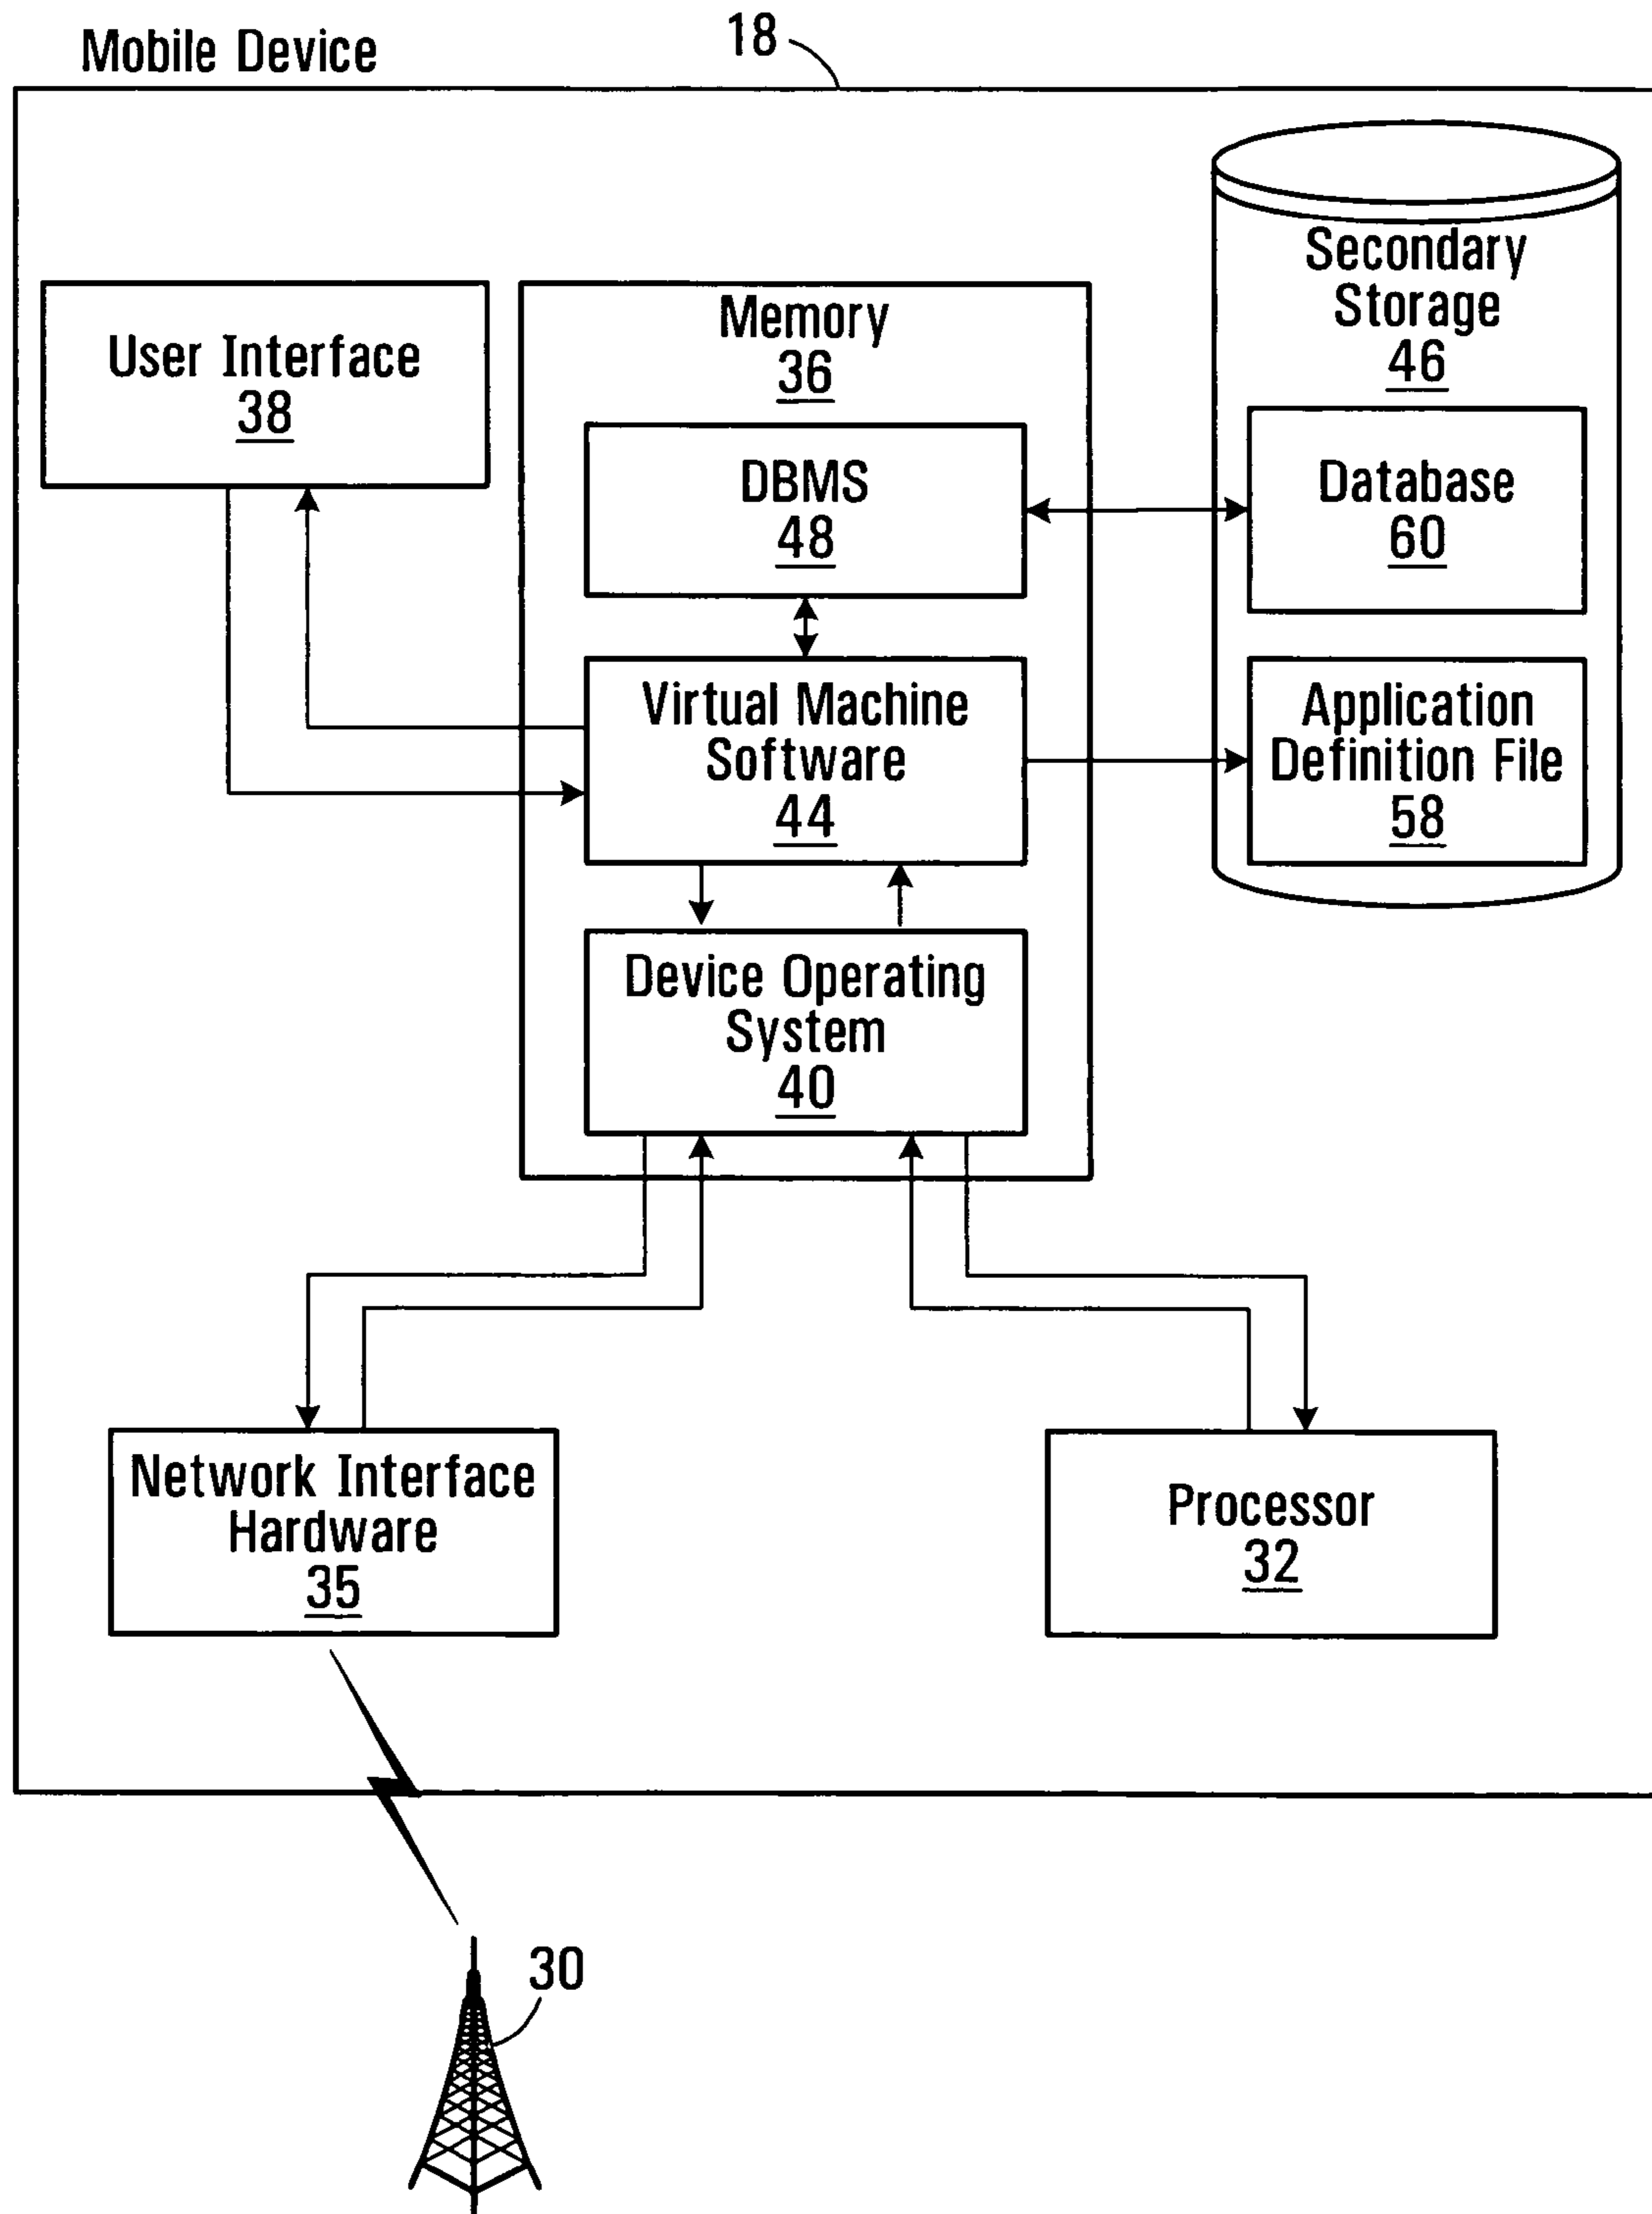 Mobile Device
18
Secondary
Storage
46
User Interface
38
Memory
36
DBMS
48
Database
60
Virtual Machine
Software
44
Application
Definition File
58
Device Operating
System
40
Network Interface
Hardware
35
Processor
32
30